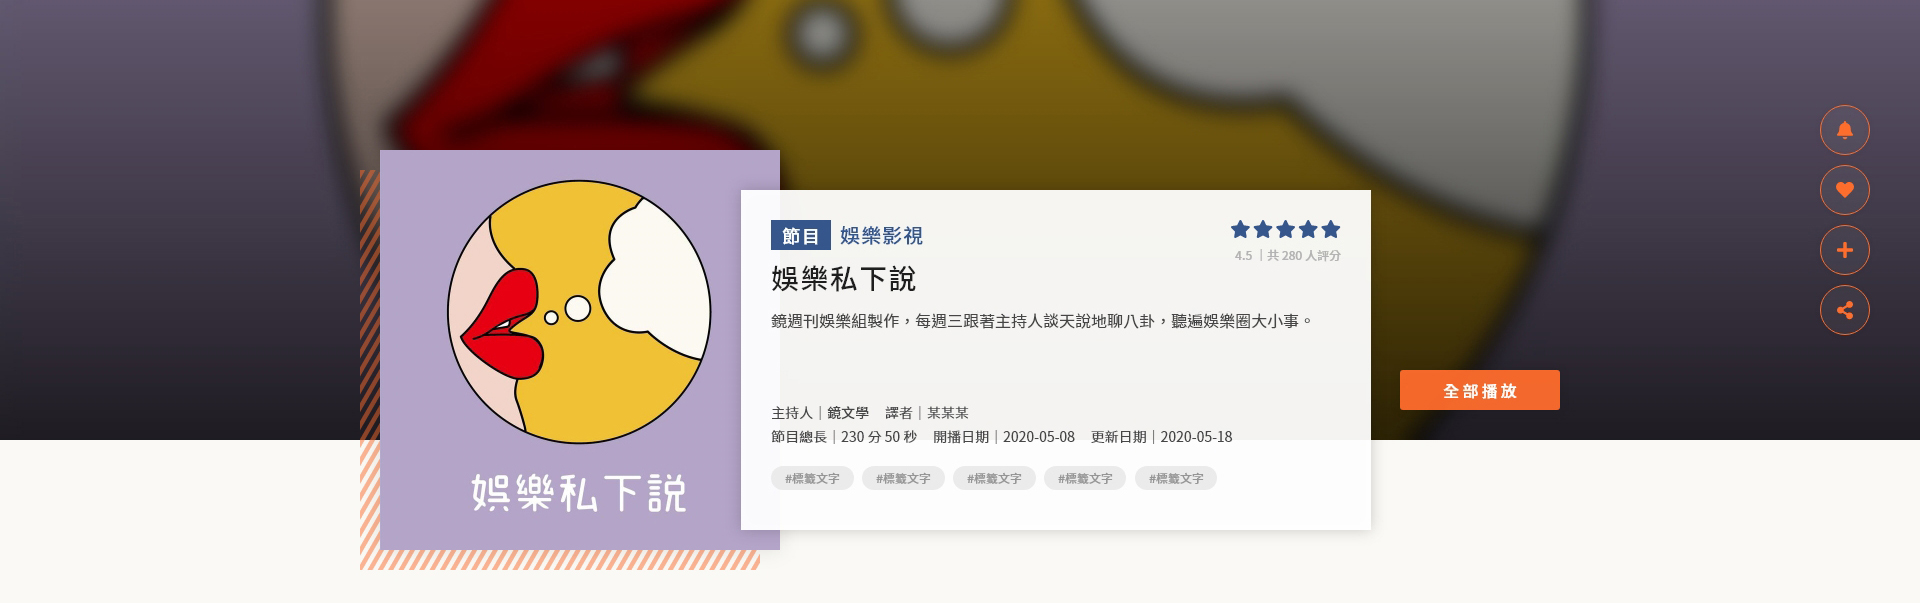 節目 娛樂影視
4.5｜共 280 人評分
娛樂私下說
鏡週刊娛樂組製作，每週三跟著主持人談天說地聊八卦，聽遍娛樂圈大小事。
全部播放
主持人｜鏡文學 譯者｜某某某
節目總長｜230 分 50 秒 開播日期｜2020-05-08 更新日期｜2020-05-18
#標籤文字 #標籤文字 #標籤文字 #標籤文字 #標籤文字
娛樂私下説